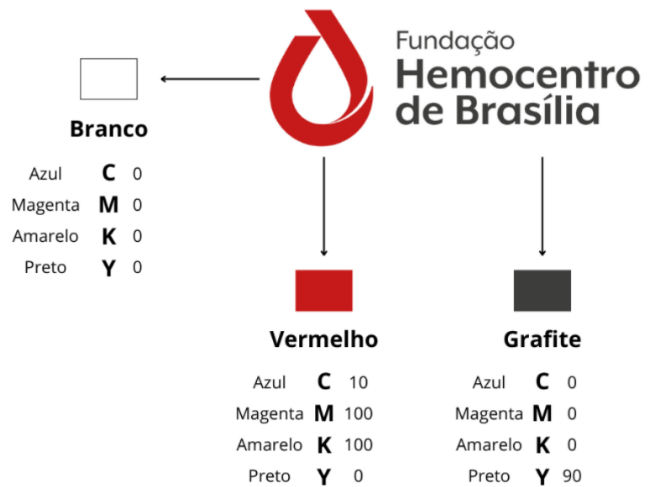 Fundação
Hemocentro
de Brasília
Branco
Azul C 0
Magenta M 0
Amarelo K 0
Preto Y 0
Vermelho
Azul C 10
Magenta M 100
Amarelo K 100
Preto Y 0
Grafite
Azul C 0
Magenta M 0
Amarelo K 0
Preto Y 90